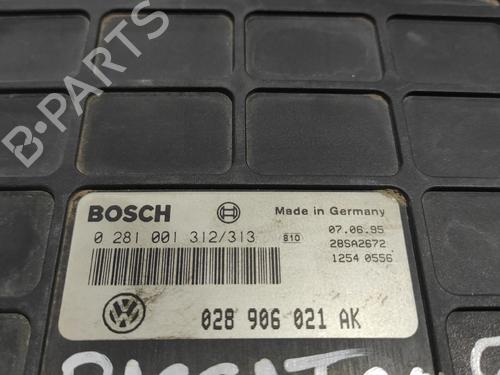 B-PARTS
BOSCH
Made in Germany
0 281 001 312/313
810
07.06.95
28SA2672
1254 0556
028 906 021 AK